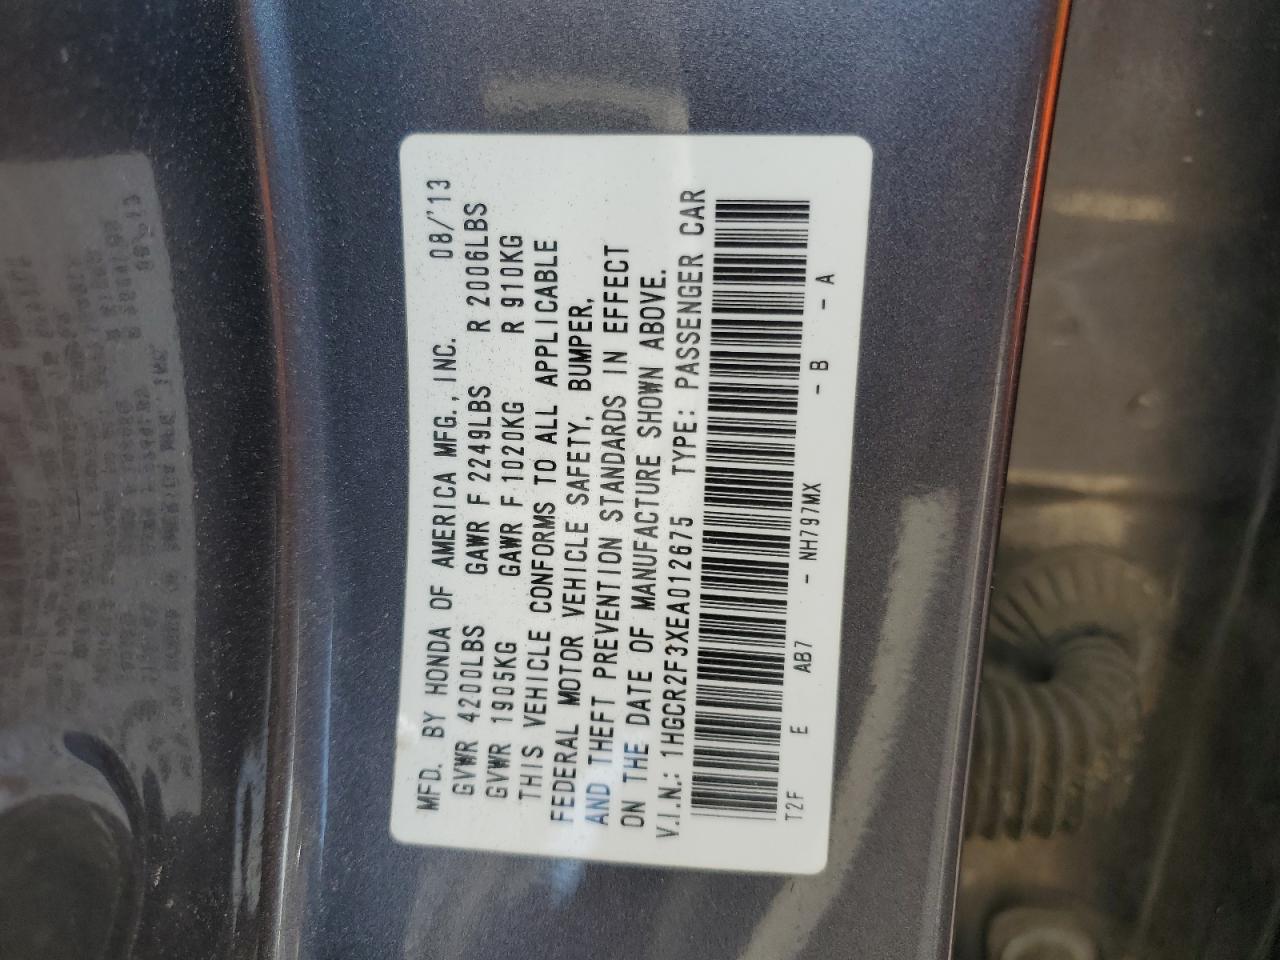 MFD. BY HONDA OF AMERICA MFG., INC. 08/'13
GVWR 4200LBS GAWR F 2249LBS R 2006LBS
GVWR 1905KG GAWR F 1020KG R 910KG
THIS VEHICLE CONFORMS TO ALL APPLICABLE
FEDERAL MOTOR VEHICLE SAFETY, BUMPER,
AND THEFT PREVENTION STANDARDS IN EFFECT
ON THE DATE OF MANUFACTURE SHOWN ABOVE.
V.I.N.: 1HGCR2F3XEA012675 TYPE: PASSENGER CAR
T2F E AB7 - NH797MX - B - A